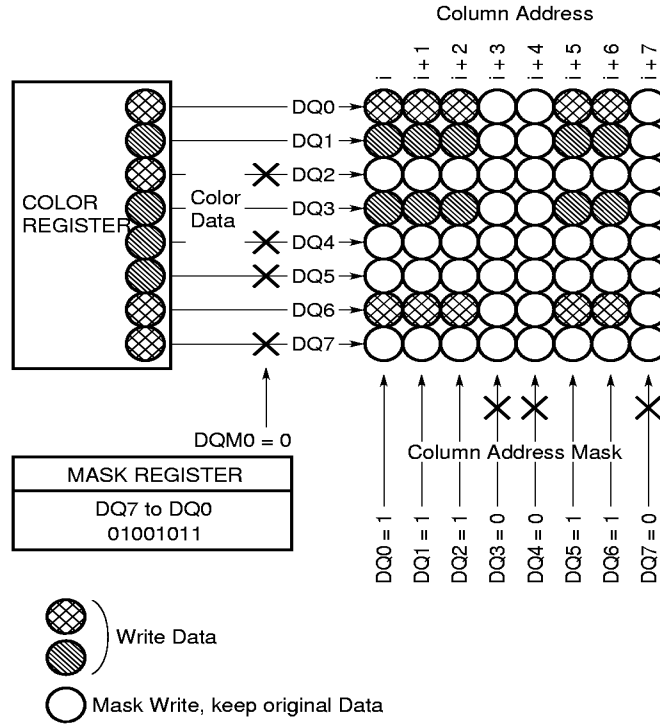 Column Address
i
i + 1
i + 2
i + 3
i + 4
i + 5
i + 6
i + 7
COLOR
REGISTER
Color
Data
DQ0
DQ1
DQ2
DQ3
DQ4
DQ5
DQ6
DQ7
DQM0 = 0
Column Address Mask
MASK REGISTER
DQ7 to DQ0
01001011
DQ0 = 1
DQ1 = 1
DQ2 = 1
DQ3 = 0
DQ4 = 0
DQ5 = 1
DQ6 = 1
DQ7 = 0
Write Data
Mask Write, keep original Data